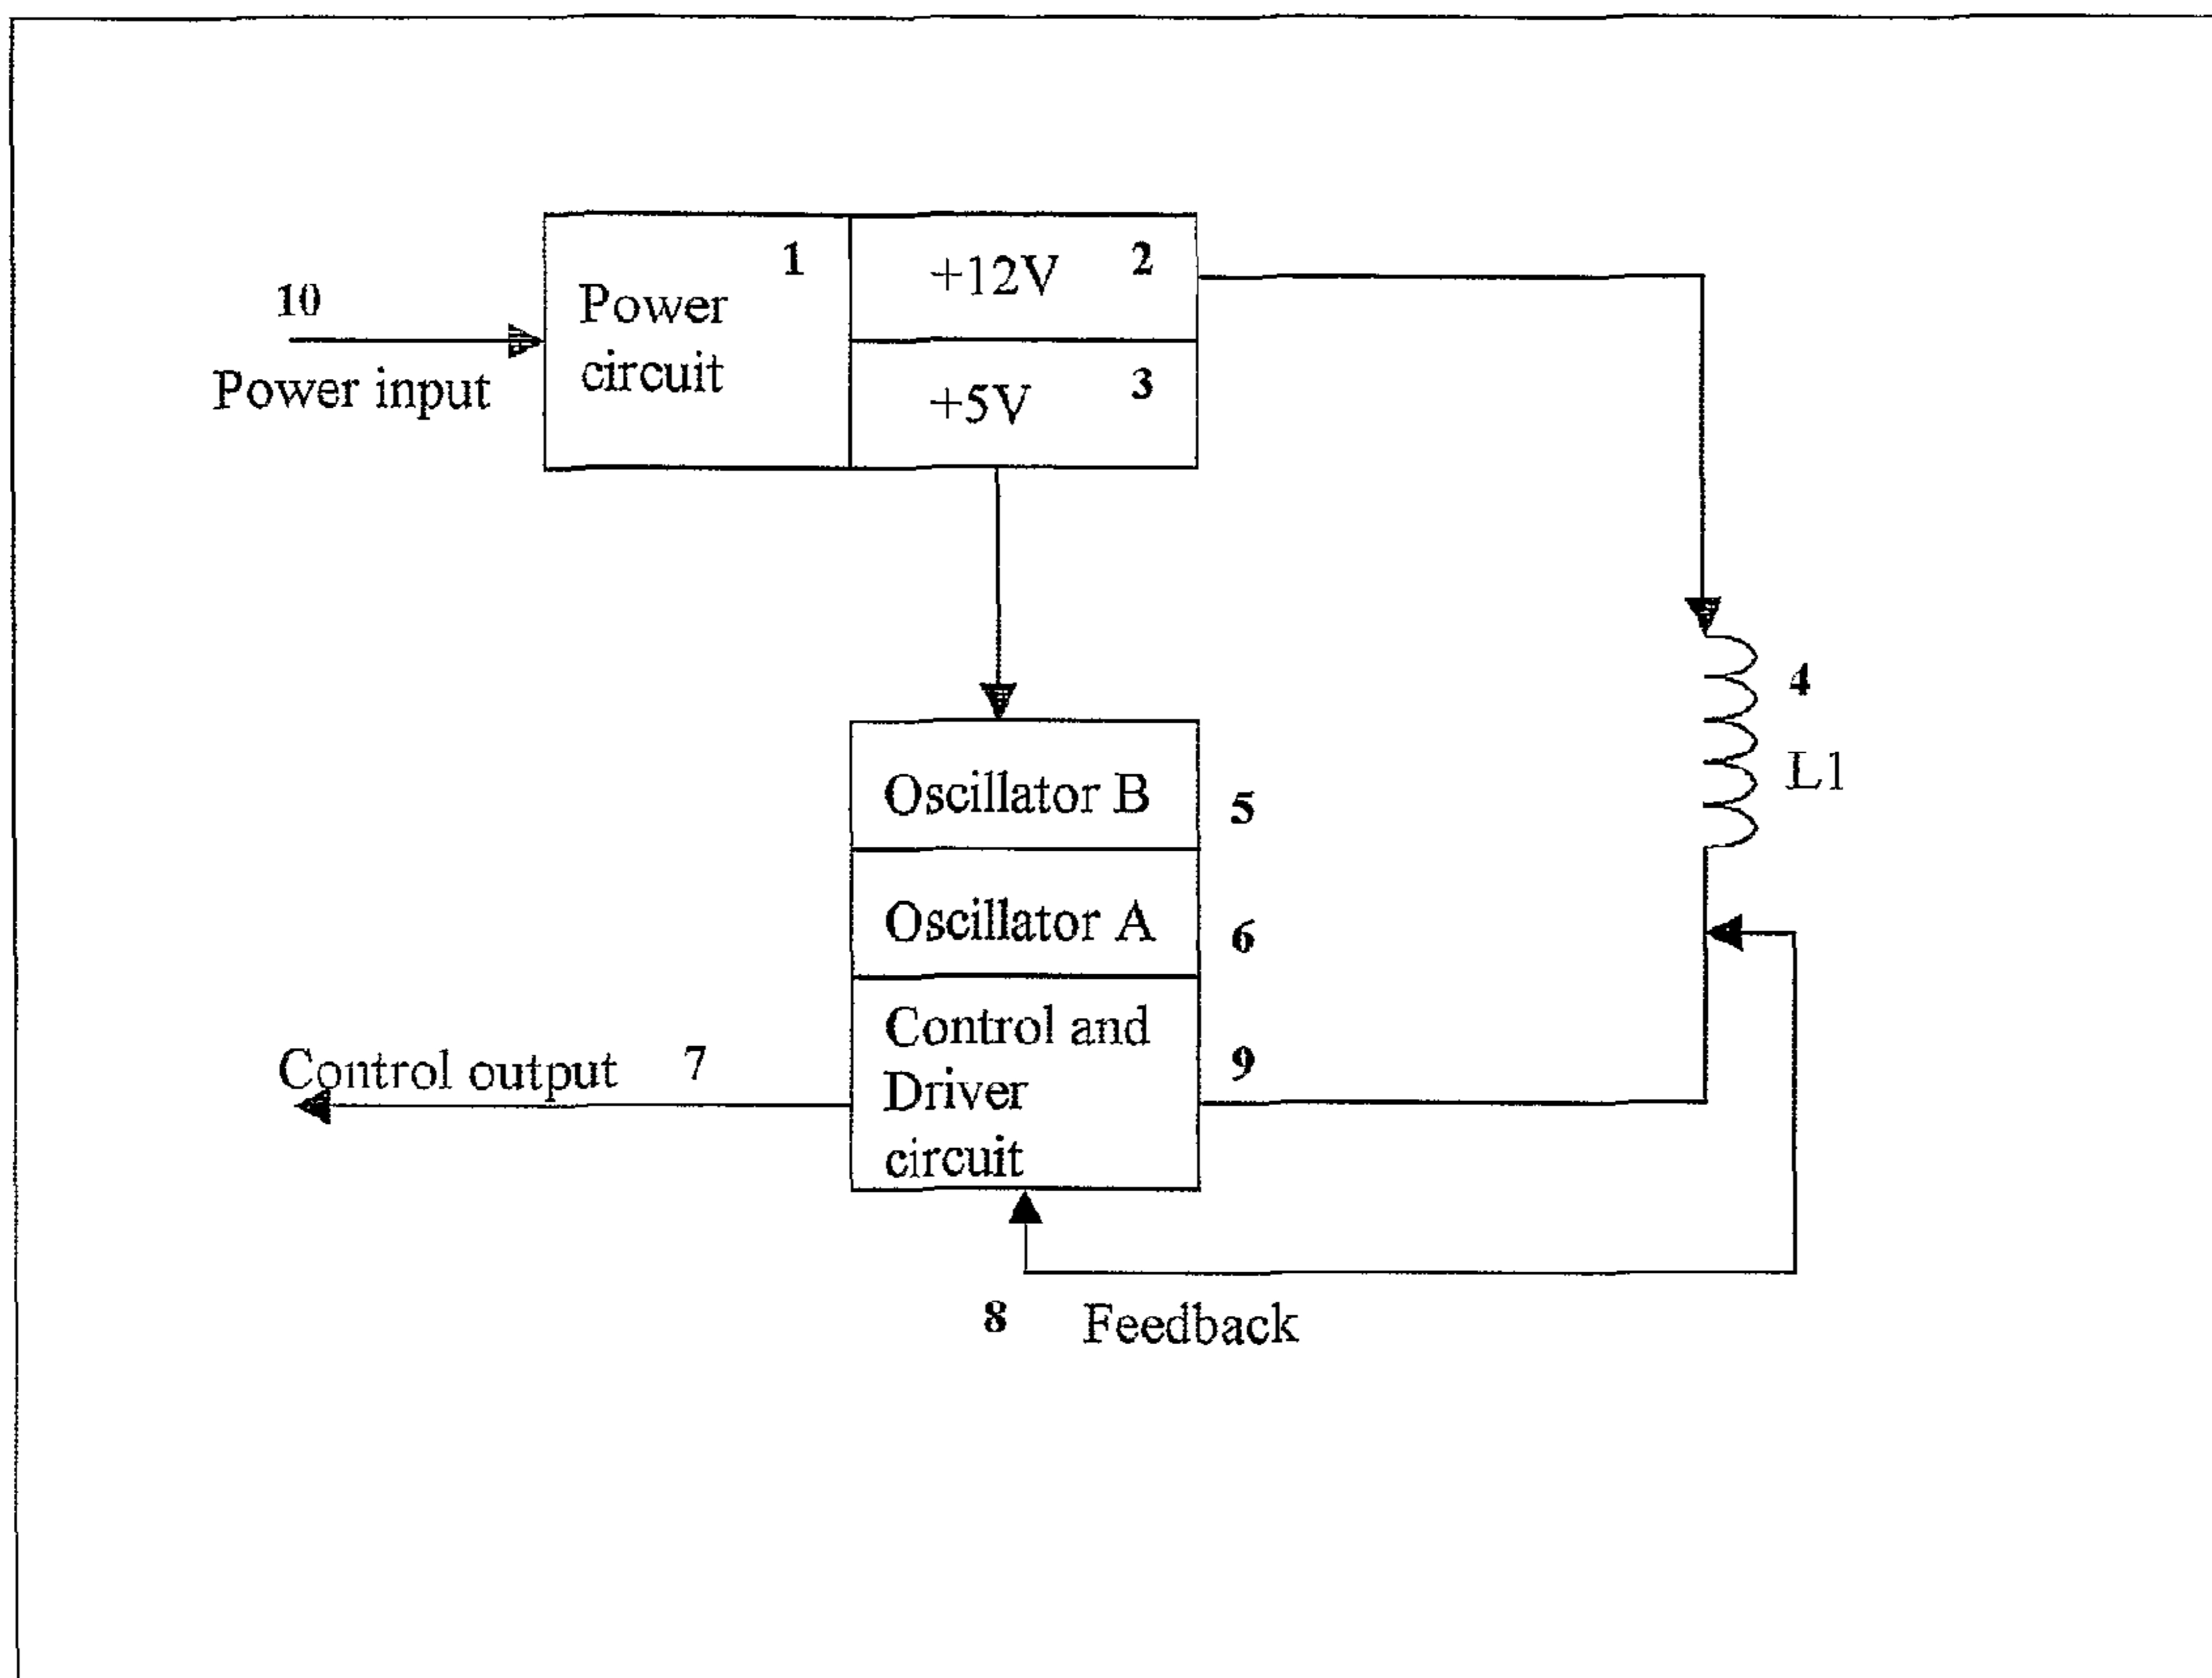 1
+12V 2
10
Power
circuit
Power input
+5V 3
4
L1
Oscillator B 5
Oscillator A 6
Control and
Driver
circuit
9
Control output 7
8 Feedback